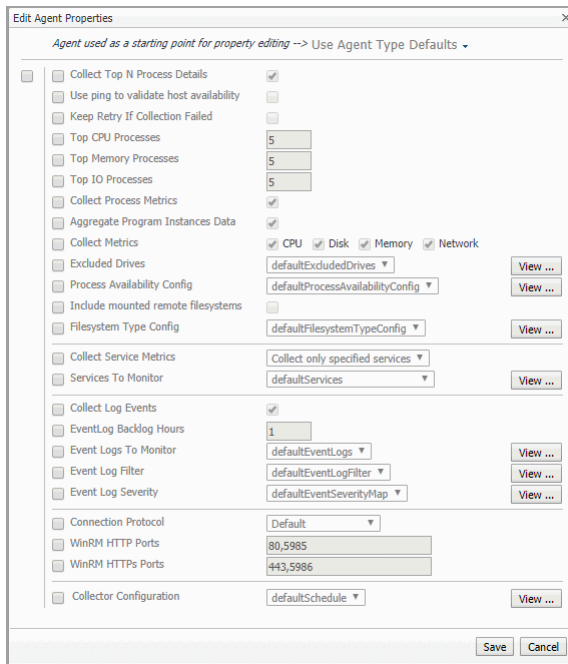 Edit Agent Properties
Agent used as a starting point for property editing --> Use Agent Type Defaults
Collect Top N Process Details
Use ping to validate host availability
Keep Retry If Collection Failed
Top CPU Processes 5
Top Memory Processes 5
Top IO Processes 5
Collect Process Metrics
Aggregate Program Instances Data
Collect Metrics CPU Disk Memory Network
Excluded Drives defaultExcludedDrives View ...
Process Availability Config defaultProcessAvailabilityConfig View ...
Include mounted remote filesystems
Filesystem Type Config defaultFilesystemTypeConfig View ...
Collect Service Metrics Collect only specified services
Services To Monitor defaultServices View ...
Collect Log Events
EventLog Backlog Hours 1
Event Logs To Monitor defaultEventLogs View ...
Event Log Filter defaultEventLogFilter View ...
Event Log Severity defaultEventSeverityMap View ...
Connection Protocol Default
WinRM HTTP Ports 80,5985
WinRM HTTPs Ports 443,5986
Collector Configuration defaultSchedule View ...
Save Cancel